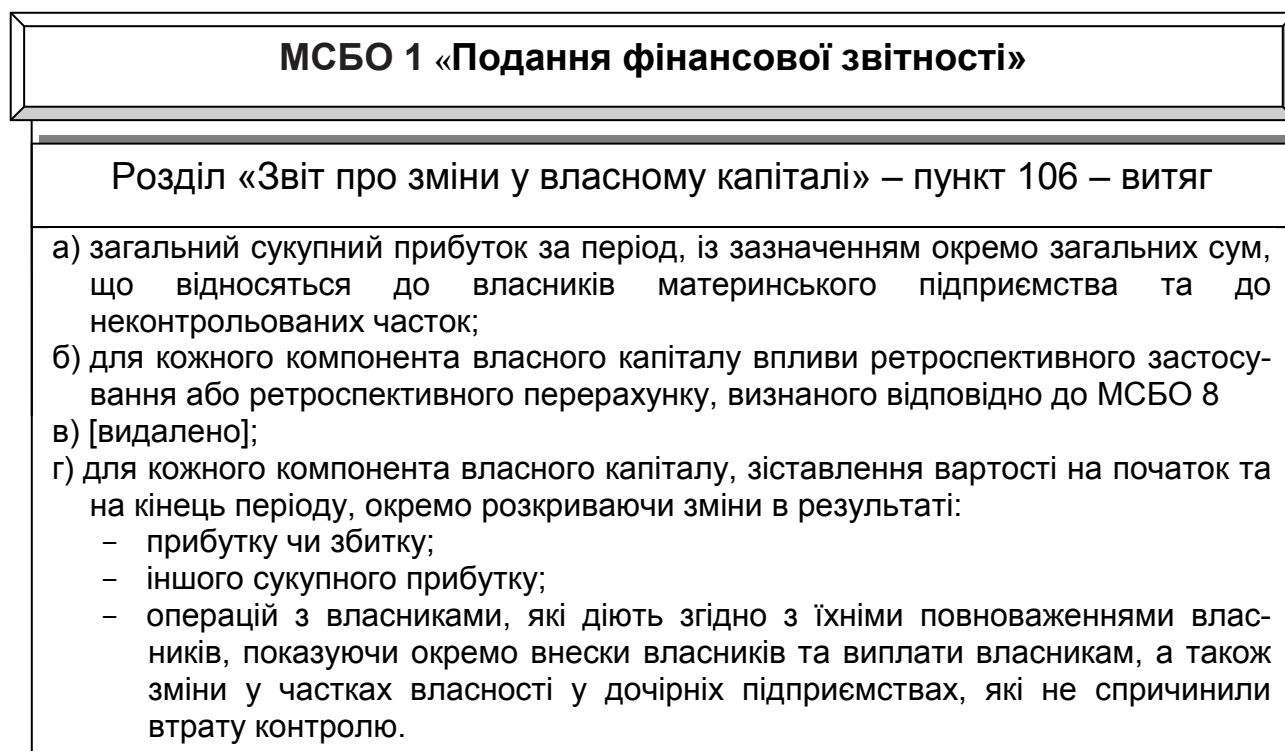 МСБО 1 «Подання фінансової звітності»
Розділ «Звіт про зміни у власному капіталі» – пункт 106 – витяг
а) загальний сукупний прибуток за період, із зазначенням окремо загальних сум,
що відносяться до власників материнського підприємства та до
неконтрольованих часток;
б) для кожного компонента власного капіталу впливи ретроспективного застосу-
вання або ретроспективного перерахунку, визнаного відповідно до МСБО 8
в) [видалено];
г) для кожного компонента власного капіталу, зіставлення вартості на початок та
на кінець періоду, окремо розкриваючи зміни в результаті:
- прибутку чи збитку;
- іншого сукупного прибутку;
- операцій з власниками, які діють згідно з їхніми повноваженнями влас-
ників, показуючи окремо внески власників та виплати власникам, а також
зміни у частках власності у дочірніх підприємствах, які не спричинили
втрату контролю.